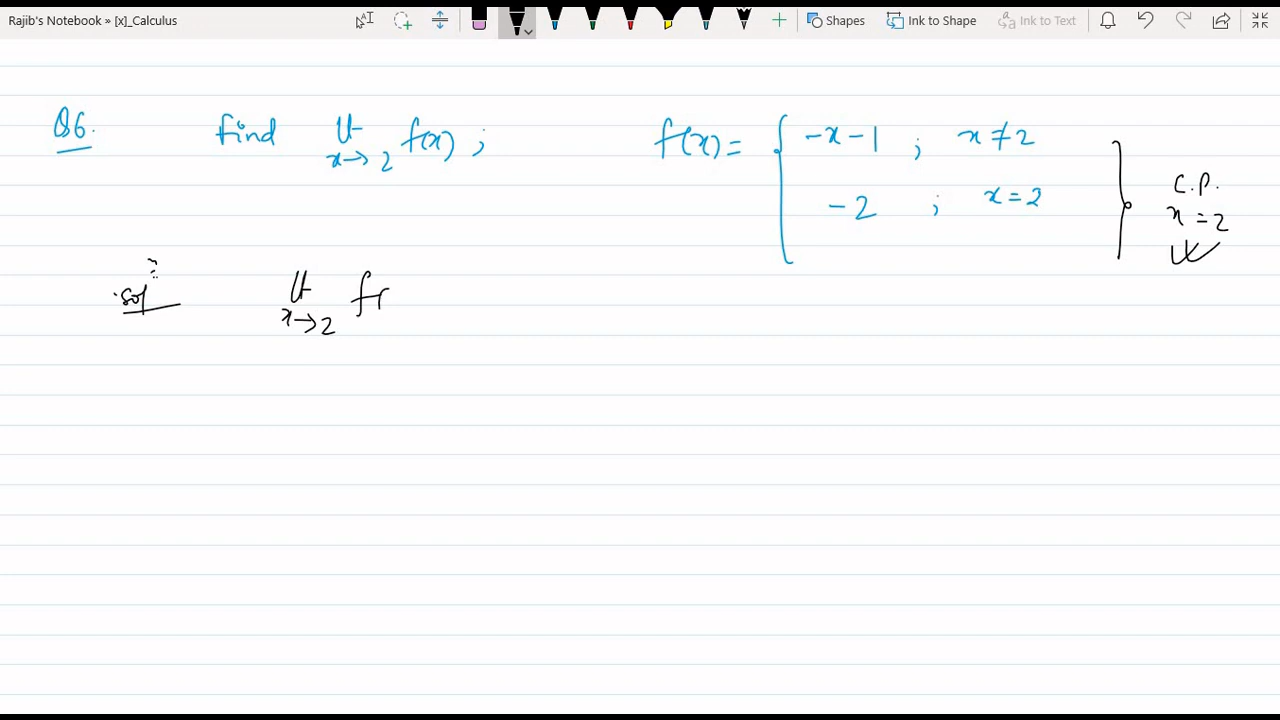 Rajib's Notebook » [x]_Calculus Shapes Ink to Shape Ink to Text
Q6. find lt x→2 f(x) ; f(x) = { -x-1 ; x≠2
-2 ; x=2 } C.P. x=2
sol lt x→2 f(